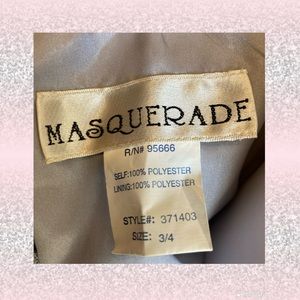 MASQUERADE
R/N# 95666
SELF:100% POLYESTER
LINING:100% POLYESTER
STYLE#: 371403
SIZE: 3/4